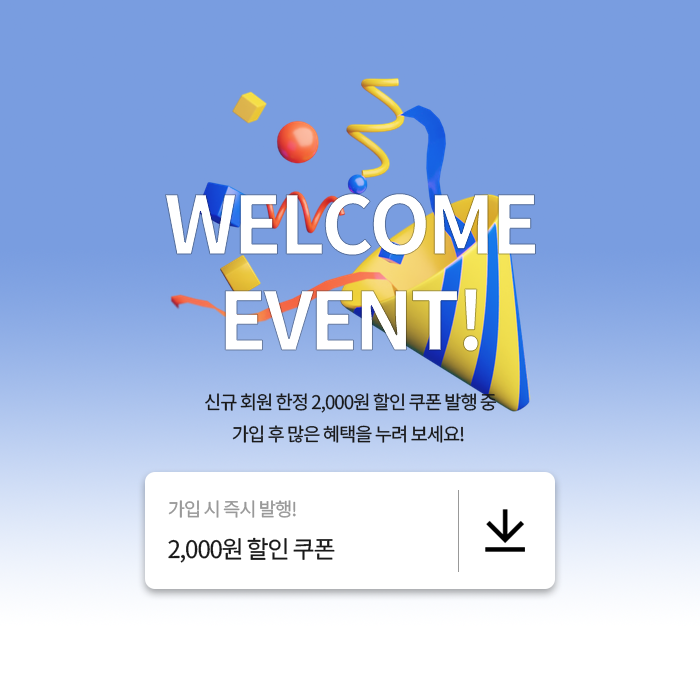 WELCOME
EVENT!
신규 회원 한정 2,000원 할인 쿠폰 발행 중
가입 후 많은 혜택을 누려 보세요!
가입 시 즉시 발행!
2,000원 할인 쿠폰